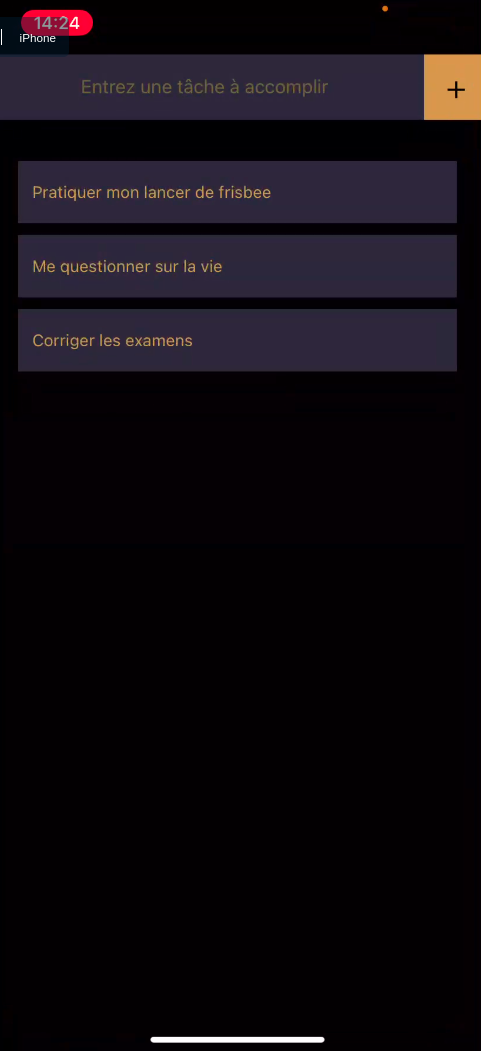 14:24
iPhone
Entrez une tâche à accomplir
+
Pratiquer mon lancer de frisbee
Me questionner sur la vie
Corriger les examens